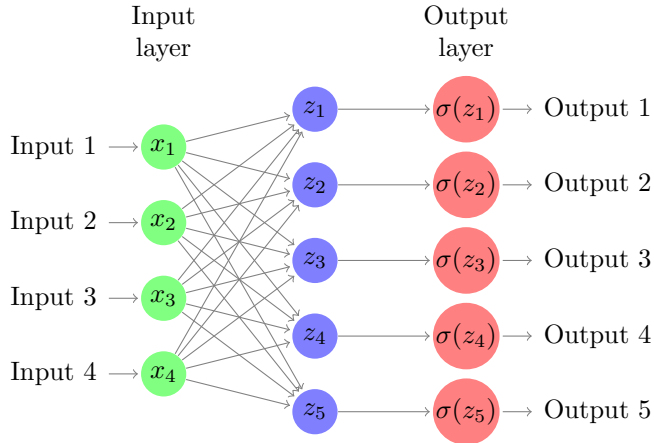 Input
layer
Output
layer
z₁
σ(z₁)
Output 1
Input 1
x₁
z₂
σ(z₂)
Output 2
Input 2
x₂
z₃
σ(z₃)
Output 3
Input 3
x₃
z₄
σ(z₄)
Output 4
Input 4
x₄
z₅
σ(z₅)
Output 5